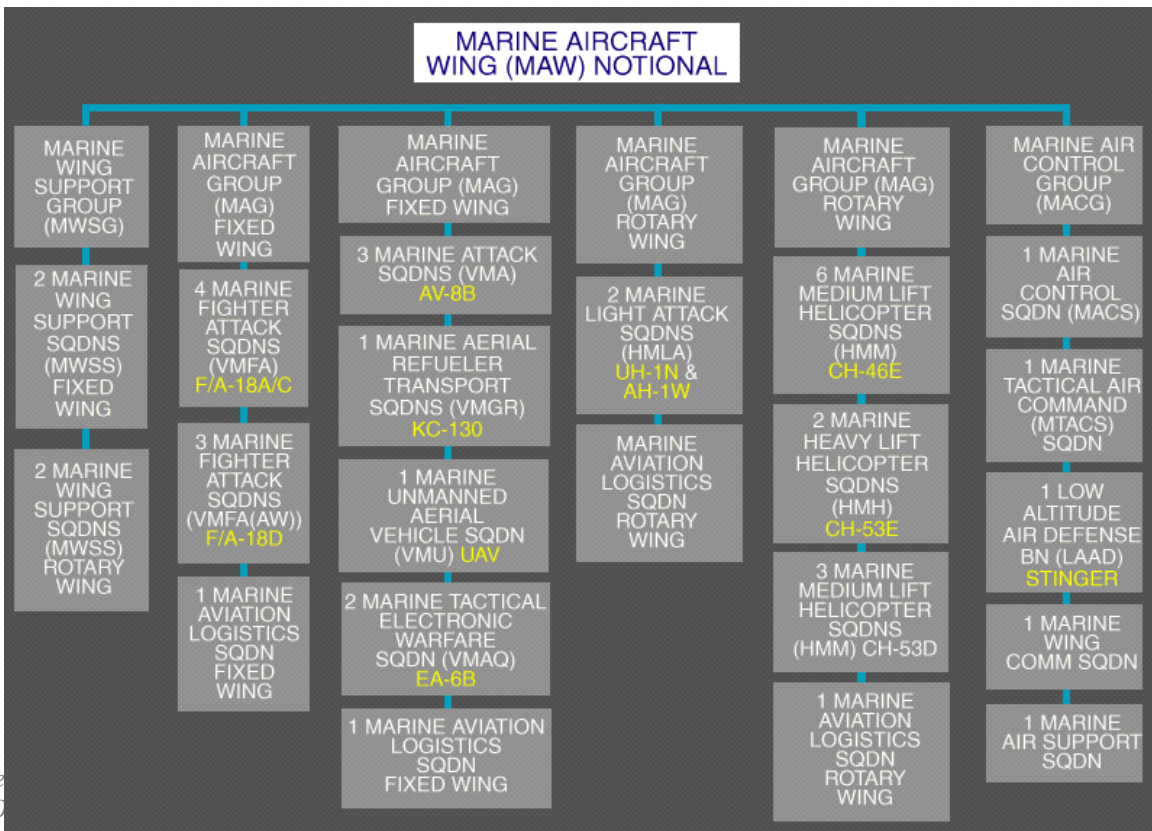 MARINE AIRCRAFT
WING (MAW) NOTIONAL
MARINE
WING
SUPPORT
GROUP
(MWSG)
2 MARINE
WING
SUPPORT
SQDNS
(MWSS)
FIXED
WING
2 MARINE
WING
SUPPORT
SQDNS
(MWSS)
ROTARY
WING
MARINE
AIRCRAFT
GROUP
(MAG)
FIXED
WING
4 MARINE
FIGHTER
ATTACK
SQDNS
(VMFA)
F/A-18A/C
3 MARINE
FIGHTER
ATTACK
SQDNS
(VMFA(AW))
F/A-18D
1 MARINE
AVIATION
LOGISTICS
SQDN
FIXED
WING
MARINE
AIRCRAFT
GROUP (MAG)
FIXED WING
3 MARINE ATTACK
SQDNS (VMA)
AV-8B
1 MARINE AERIAL
REFUELER
TRANSPORT
SQDNS (VMGR)
KC-130
1 MARINE
UNMANNED
AERIAL
VEHICLE SQDN
(VMU) UAV
2 MARINE TACTICAL
ELECTRONIC
WARFARE
SQDN (VMAQ)
EA-6B
1 MARINE AVIATION
LOGISTICS
SQDN
FIXED WING
MARINE
AIRCRAFT
GROUP
(MAG)
ROTARY
WING
2 MARINE
LIGHT ATTACK
SQDNS
(HMLA)
UH-1N &
AH-1W
MARINE
AVIATION
LOGISTICS
SQDN
ROTARY
WING
MARINE
AIRCRAFT
GROUP (MAG)
ROTARY
WING
6 MARINE
MEDIUM LIFT
HELICOPTER
SQDNS
(HMM)
CH-46E
2 MARINE
HEAVY LIFT
HELICOPTER
SQDNS
(HMH)
CH-53E
3 MARINE
MEDIUM LIFT
HELICOPTER
SQDNS
(HMM) CH-53D
1 MARINE
AVIATION
LOGISTICS
SQDN
ROTARY
WING
MARINE AIR
CONTROL
GROUP
(MACG)
1 MARINE
AIR
CONTROL
SQDN (MACS)
1 MARINE
TACTICAL AIR
COMMAND
(MTACS)
SQDN
1 LOW
ALTITUDE
AIR DEFENSE
BN (LAAD)
STINGER
1 MARINE
WING
COMM SQDN
1 MARINE
AIR SUPPORT
SQDN